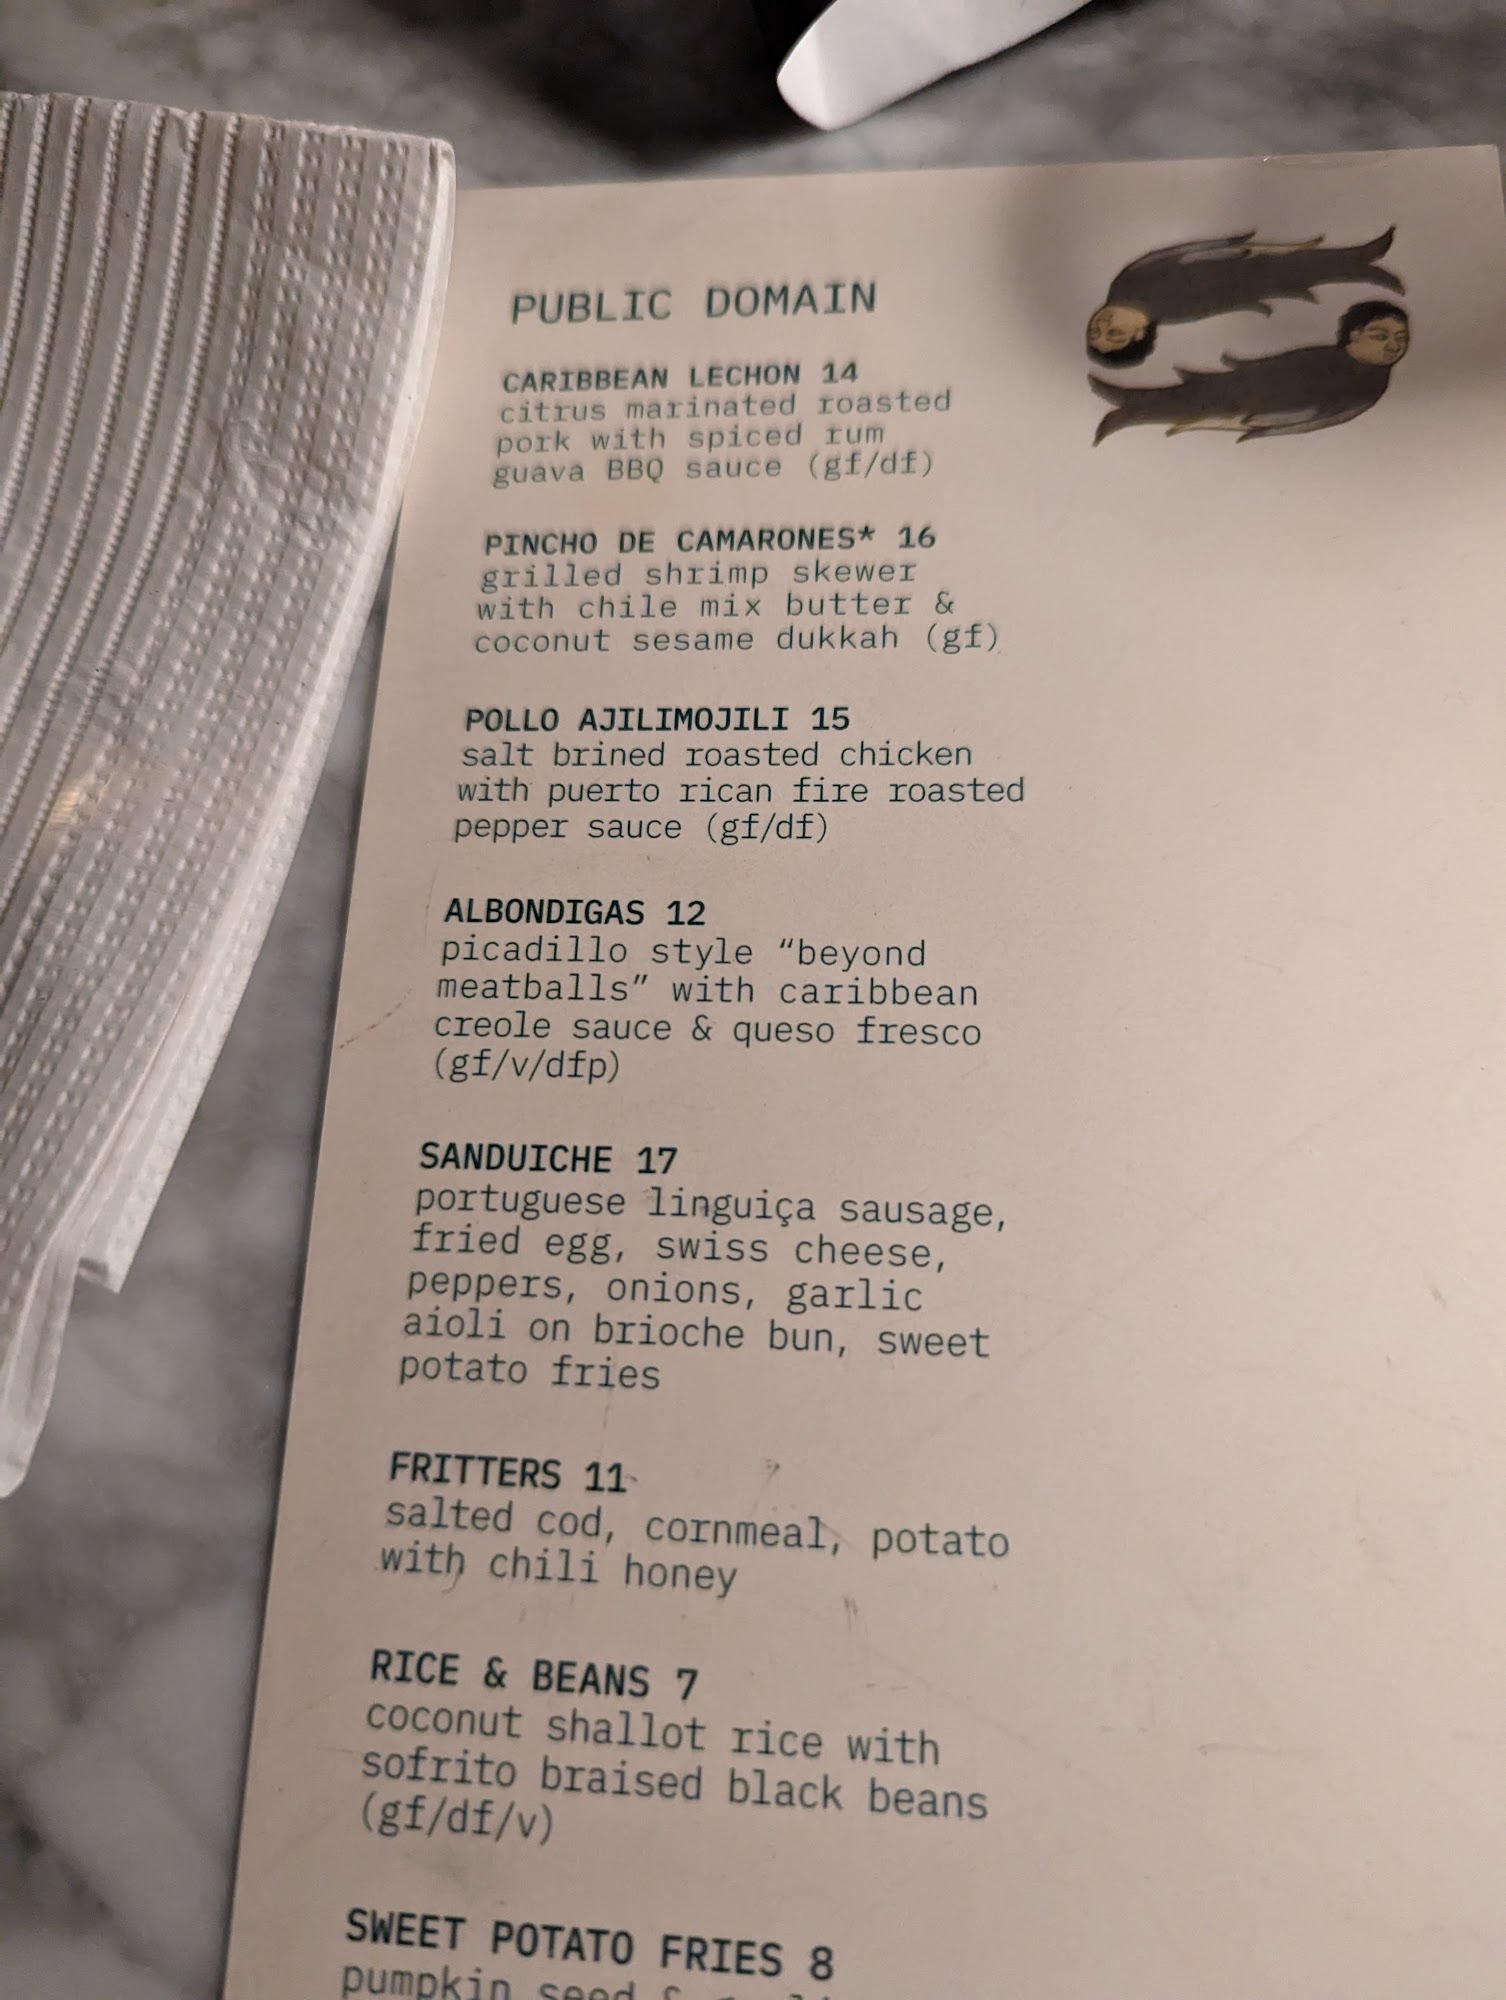 PUBLIC DOMAIN
CARIBBEAN LECHON 14
citrus marinated roasted
pork with spiced rum
guava BBQ sauce (gf/df)
PINCHO DE CAMARONES* 16
grilled shrimp skewer
with chile mix butter &
coconut sesame dukkah (gf)
POLLO AJILIMOJILI 15
salt brined roasted chicken
with puerto rican fire roasted
pepper sauce (gf/df)
ALBONDIGAS 12
picadillo style “beyond
meatballs” with caribbean
creole sauce & queso fresco
(gf/v/dfp)
SANDUICHE 17
portuguese linguiça sausage,
fried egg, swiss cheese,
peppers, onions, garlic
aioli on brioche bun, sweet
potato fries
FRITTERS 11
salted cod, cornmeal, potato
with chili honey
RICE & BEANS 7
coconut shallot rice with
sofrito braised black beans
(gf/df/v)
SWEET POTATO FRIES 8
pumpkin seed &